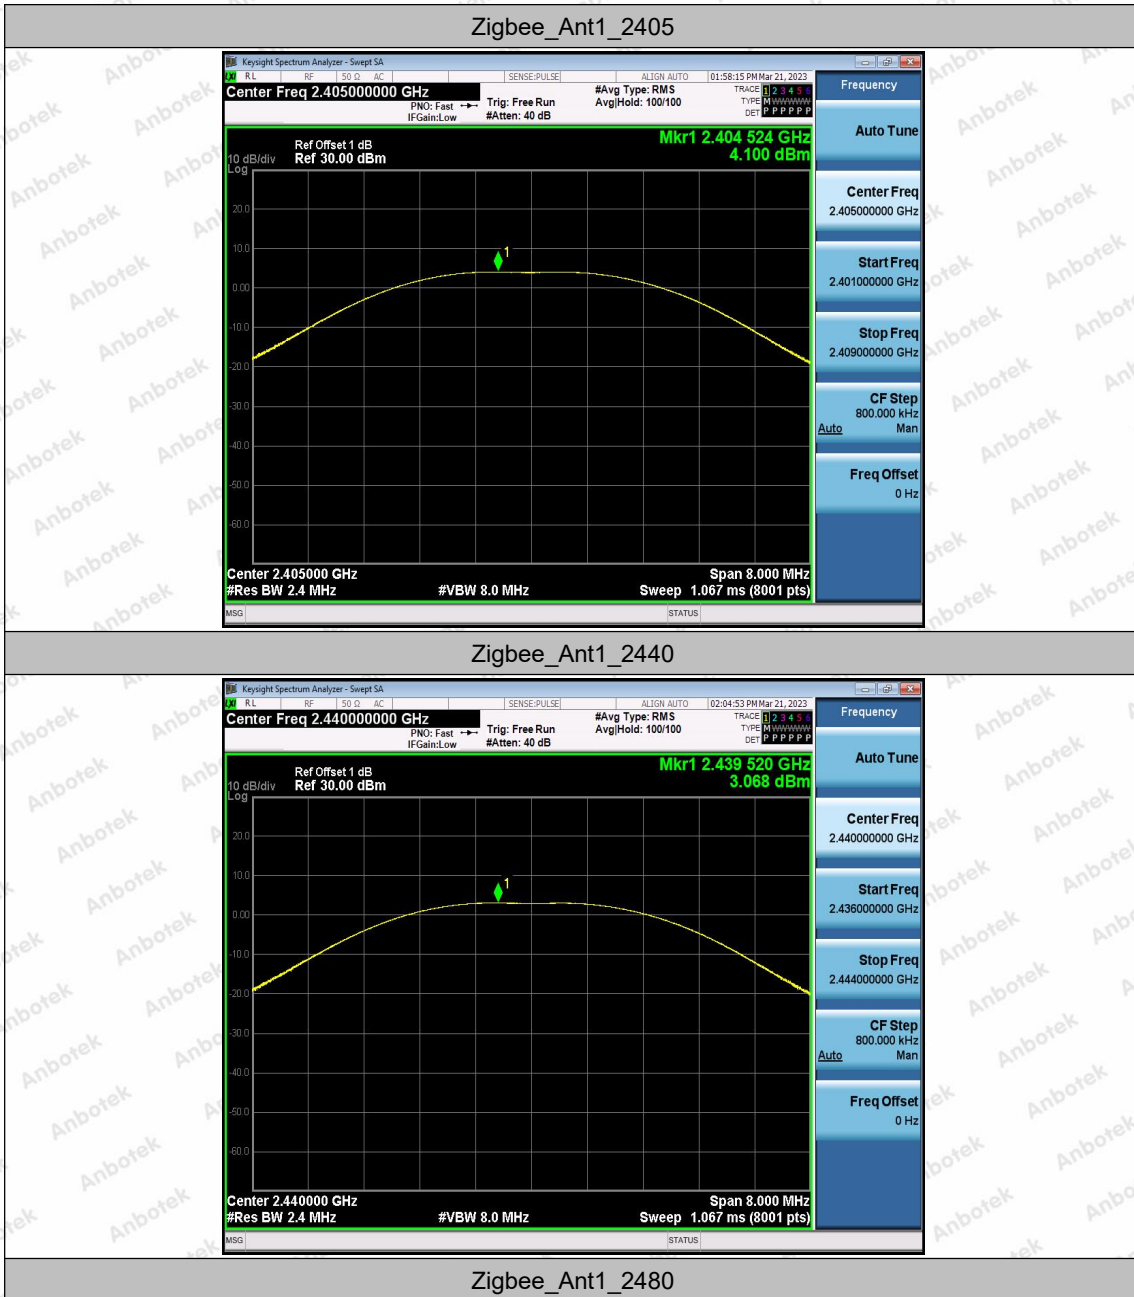 Zigbee_Ant1_2405
Keysight Spectrum Analyzer - Swept SA
LXI RL RF 50 Ω AC SENSE:PULSE ALIGN AUTO 01:58:15 PM Mar 21, 2023
Center Freq 2.405000000 GHz #Avg Type: RMS TRACE 1 2 3 4 5 6
PNO: Fast Trig: Free Run Avg|Hold: 100/100 TYPE M W W W W W
IFGain:Low #Atten: 40 dB DET P P P P P P
Frequency
Mkr1 2.404 524 GHz
4.100 dBm
Ref Offset 1 dB
10 dB/div Ref 30.00 dBm
Log
20.0
10.0
0.00
-10.0
-20.0
-30.0
-40.0
-50.0
-60.0
1
Center 2.405000 GHz Span 8.000 MHz
#Res BW 2.4 MHz #VBW 8.0 MHz Sweep 1.067 ms (8001 pts)
MSG STATUS
Auto Tune
Center Freq
2.405000000 GHz
Start Freq
2.401000000 GHz
Stop Freq
2.409000000 GHz
CF Step
800.000 kHz
Auto Man
Freq Offset
0 Hz
Zigbee_Ant1_2440
Keysight Spectrum Analyzer - Swept SA
LXI RL RF 50 Ω AC SENSE:PULSE ALIGN AUTO 02:04:53 PM Mar 21, 2023
Center Freq 2.440000000 GHz #Avg Type: RMS TRACE 1 2 3 4 5 6
PNO: Fast Trig: Free Run Avg|Hold: 100/100 TYPE M W W W W W
IFGain:Low #Atten: 40 dB DET P P P P P P
Frequency
Mkr1 2.439 520 GHz
3.068 dBm
Ref Offset 1 dB
10 dB/div Ref 30.00 dBm
Log
20.0
10.0
0.00
-10.0
-20.0
-30.0
-40.0
-50.0
-60.0
1
Center 2.440000 GHz Span 8.000 MHz
#Res BW 2.4 MHz #VBW 8.0 MHz Sweep 1.067 ms (8001 pts)
MSG STATUS
Auto Tune
Center Freq
2.440000000 GHz
Start Freq
2.436000000 GHz
Stop Freq
2.444000000 GHz
CF Step
800.000 kHz
Auto Man
Freq Offset
0 Hz
Zigbee_Ant1_2480
Anbotek